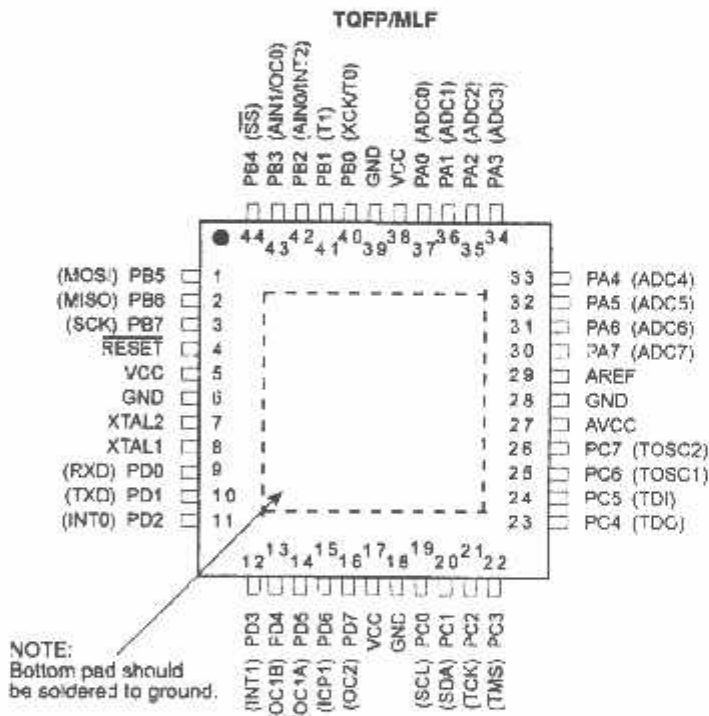 TQFP/MLF
PB4 (SS)
PB3 (AIN1/OC0)
PB2 (AIN0/INT2)
PB1 (T1)
PB0 (XCK/T0)
GND
VCC
PA0 (ADC0)
PA1 (ADC1)
PA2 (ADC2)
PA3 (ADC3)
44 43 42 41 40 39 38 37 36 35 34
(MOSI) PB5 1
(MISO) PB6 2
(SCK) PB7 3
RESET 4
VCC 5
GND 6
XTAL2 7
XTAL1 8
(RXD) PD0 9
(TXD) PD1 10
(INT0) PD2 11
33 PA4 (ADC4)
32 PA5 (ADC5)
31 PA6 (ADC6)
30 PA7 (ADC7)
29 AREF
28 GND
27 AVCC
26 PC7 (TOSC2)
25 PC6 (TOSC1)
24 PC5 (TDI)
23 PC4 (TDO)
12 13 14 15 16 17 18 19 20 21 22
(INT1) PD3
(OC1B) PD4
(OC1A) PD5
(ICP1) PD6
(OC2) PD7
VCC
GND
(SCL) PC0
(SDA) PC1
(TCK) PC2
(TMS) PC3
NOTE:
Bottom pad should
be soldered to ground.